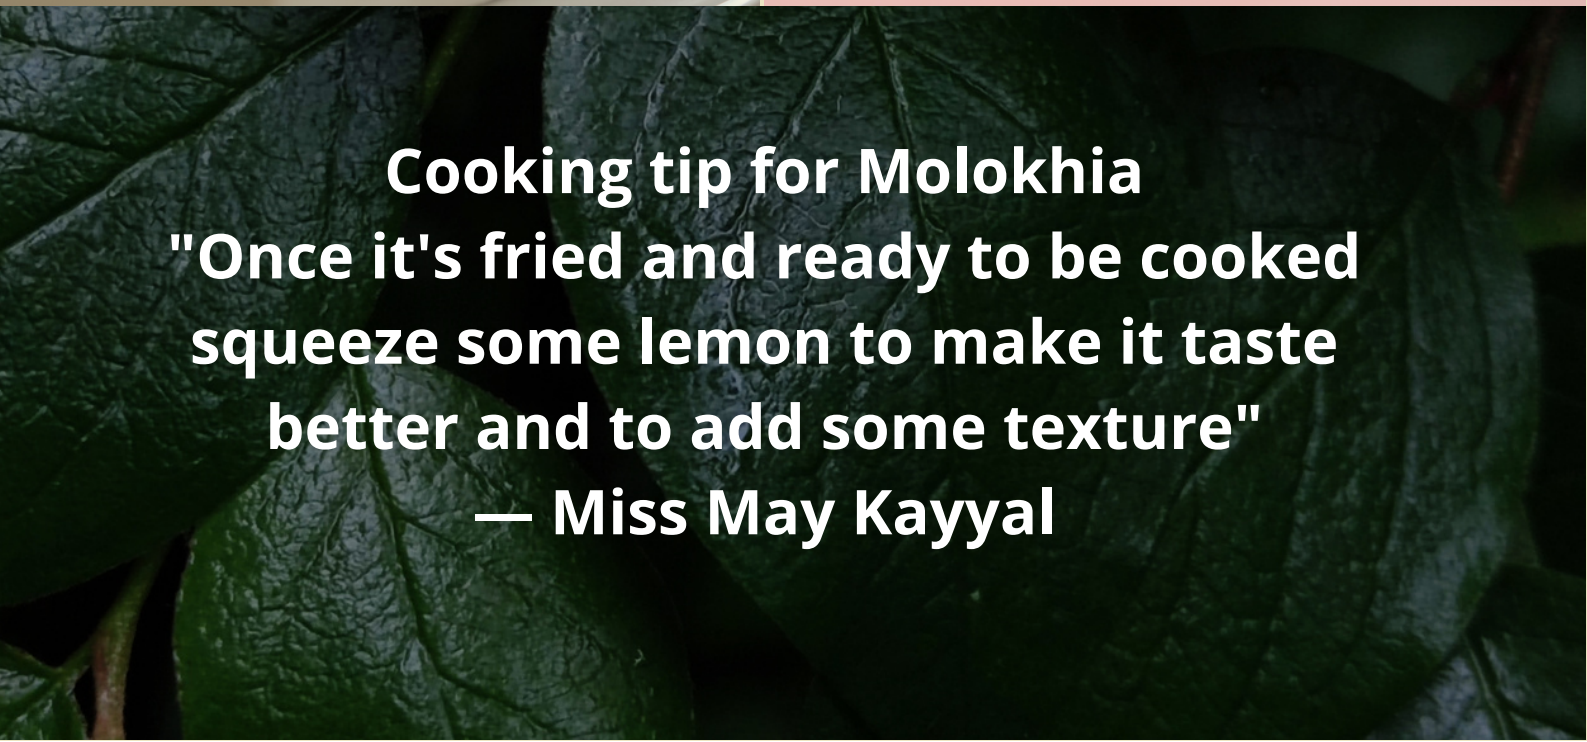 Cooking tip for Molokhia
"Once it's fried and ready to be cooked
squeeze some lemon to make it taste
better and to add some texture"
— Miss May Kayyal